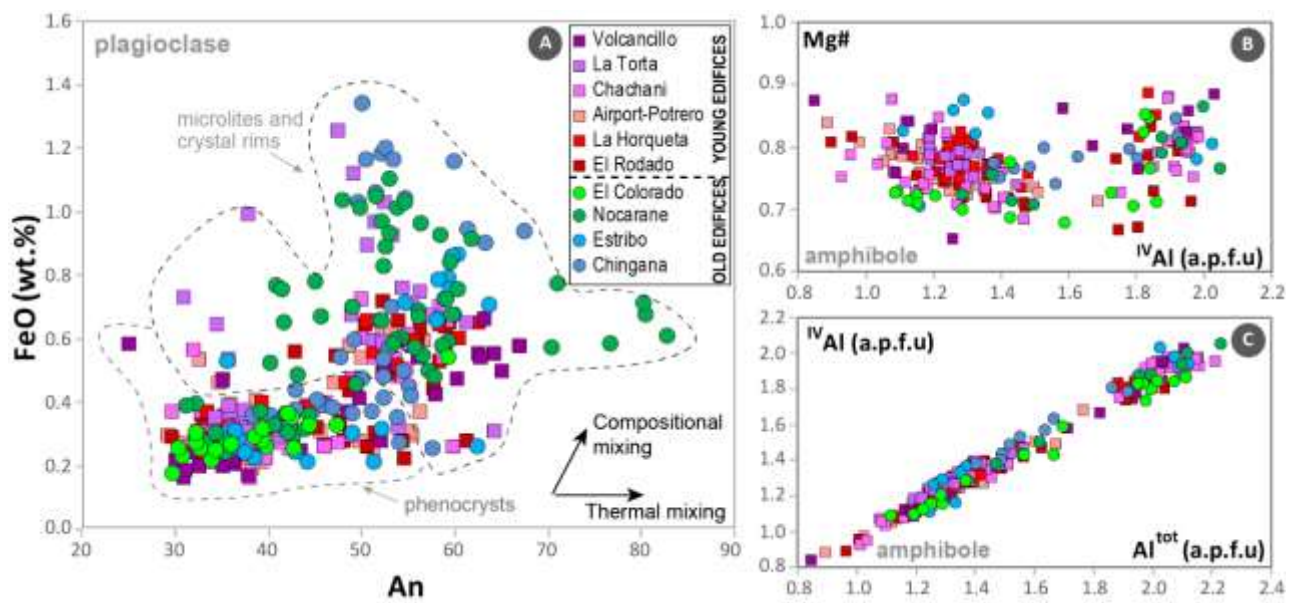 1.6
1.4
1.2
1.0
0.8
0.6
0.4
0.2
0.0
20
30
40
50
60
70
80
90
FeO (wt.%)
An
plagioclase
A
microlites and
crystal rims
phenocrysts
Compositional
mixing
Thermal mixing
Volcancillo
La Torta
Chachani
Airport-Potrero
La Horqueta
El Rodado
El Colorado
Nocarane
Estribo
Chingana
YOUNG EDIFICES
OLD EDIFICES
1.0
0.9
0.8
0.7
0.6
Mg#
B
amphibole
IVAl (a.p.f.u)
0.8
1.0
1.2
1.4
1.6
1.8
2.0
2.2
2.2
2.0
1.8
1.6
1.4
1.2
1.0
0.8
IVAl (a.p.f.u)
C
amphibole
Altot (a.p.f.u)
0.8
1.0
1.2
1.4
1.6
1.8
2.0
2.2
2.4